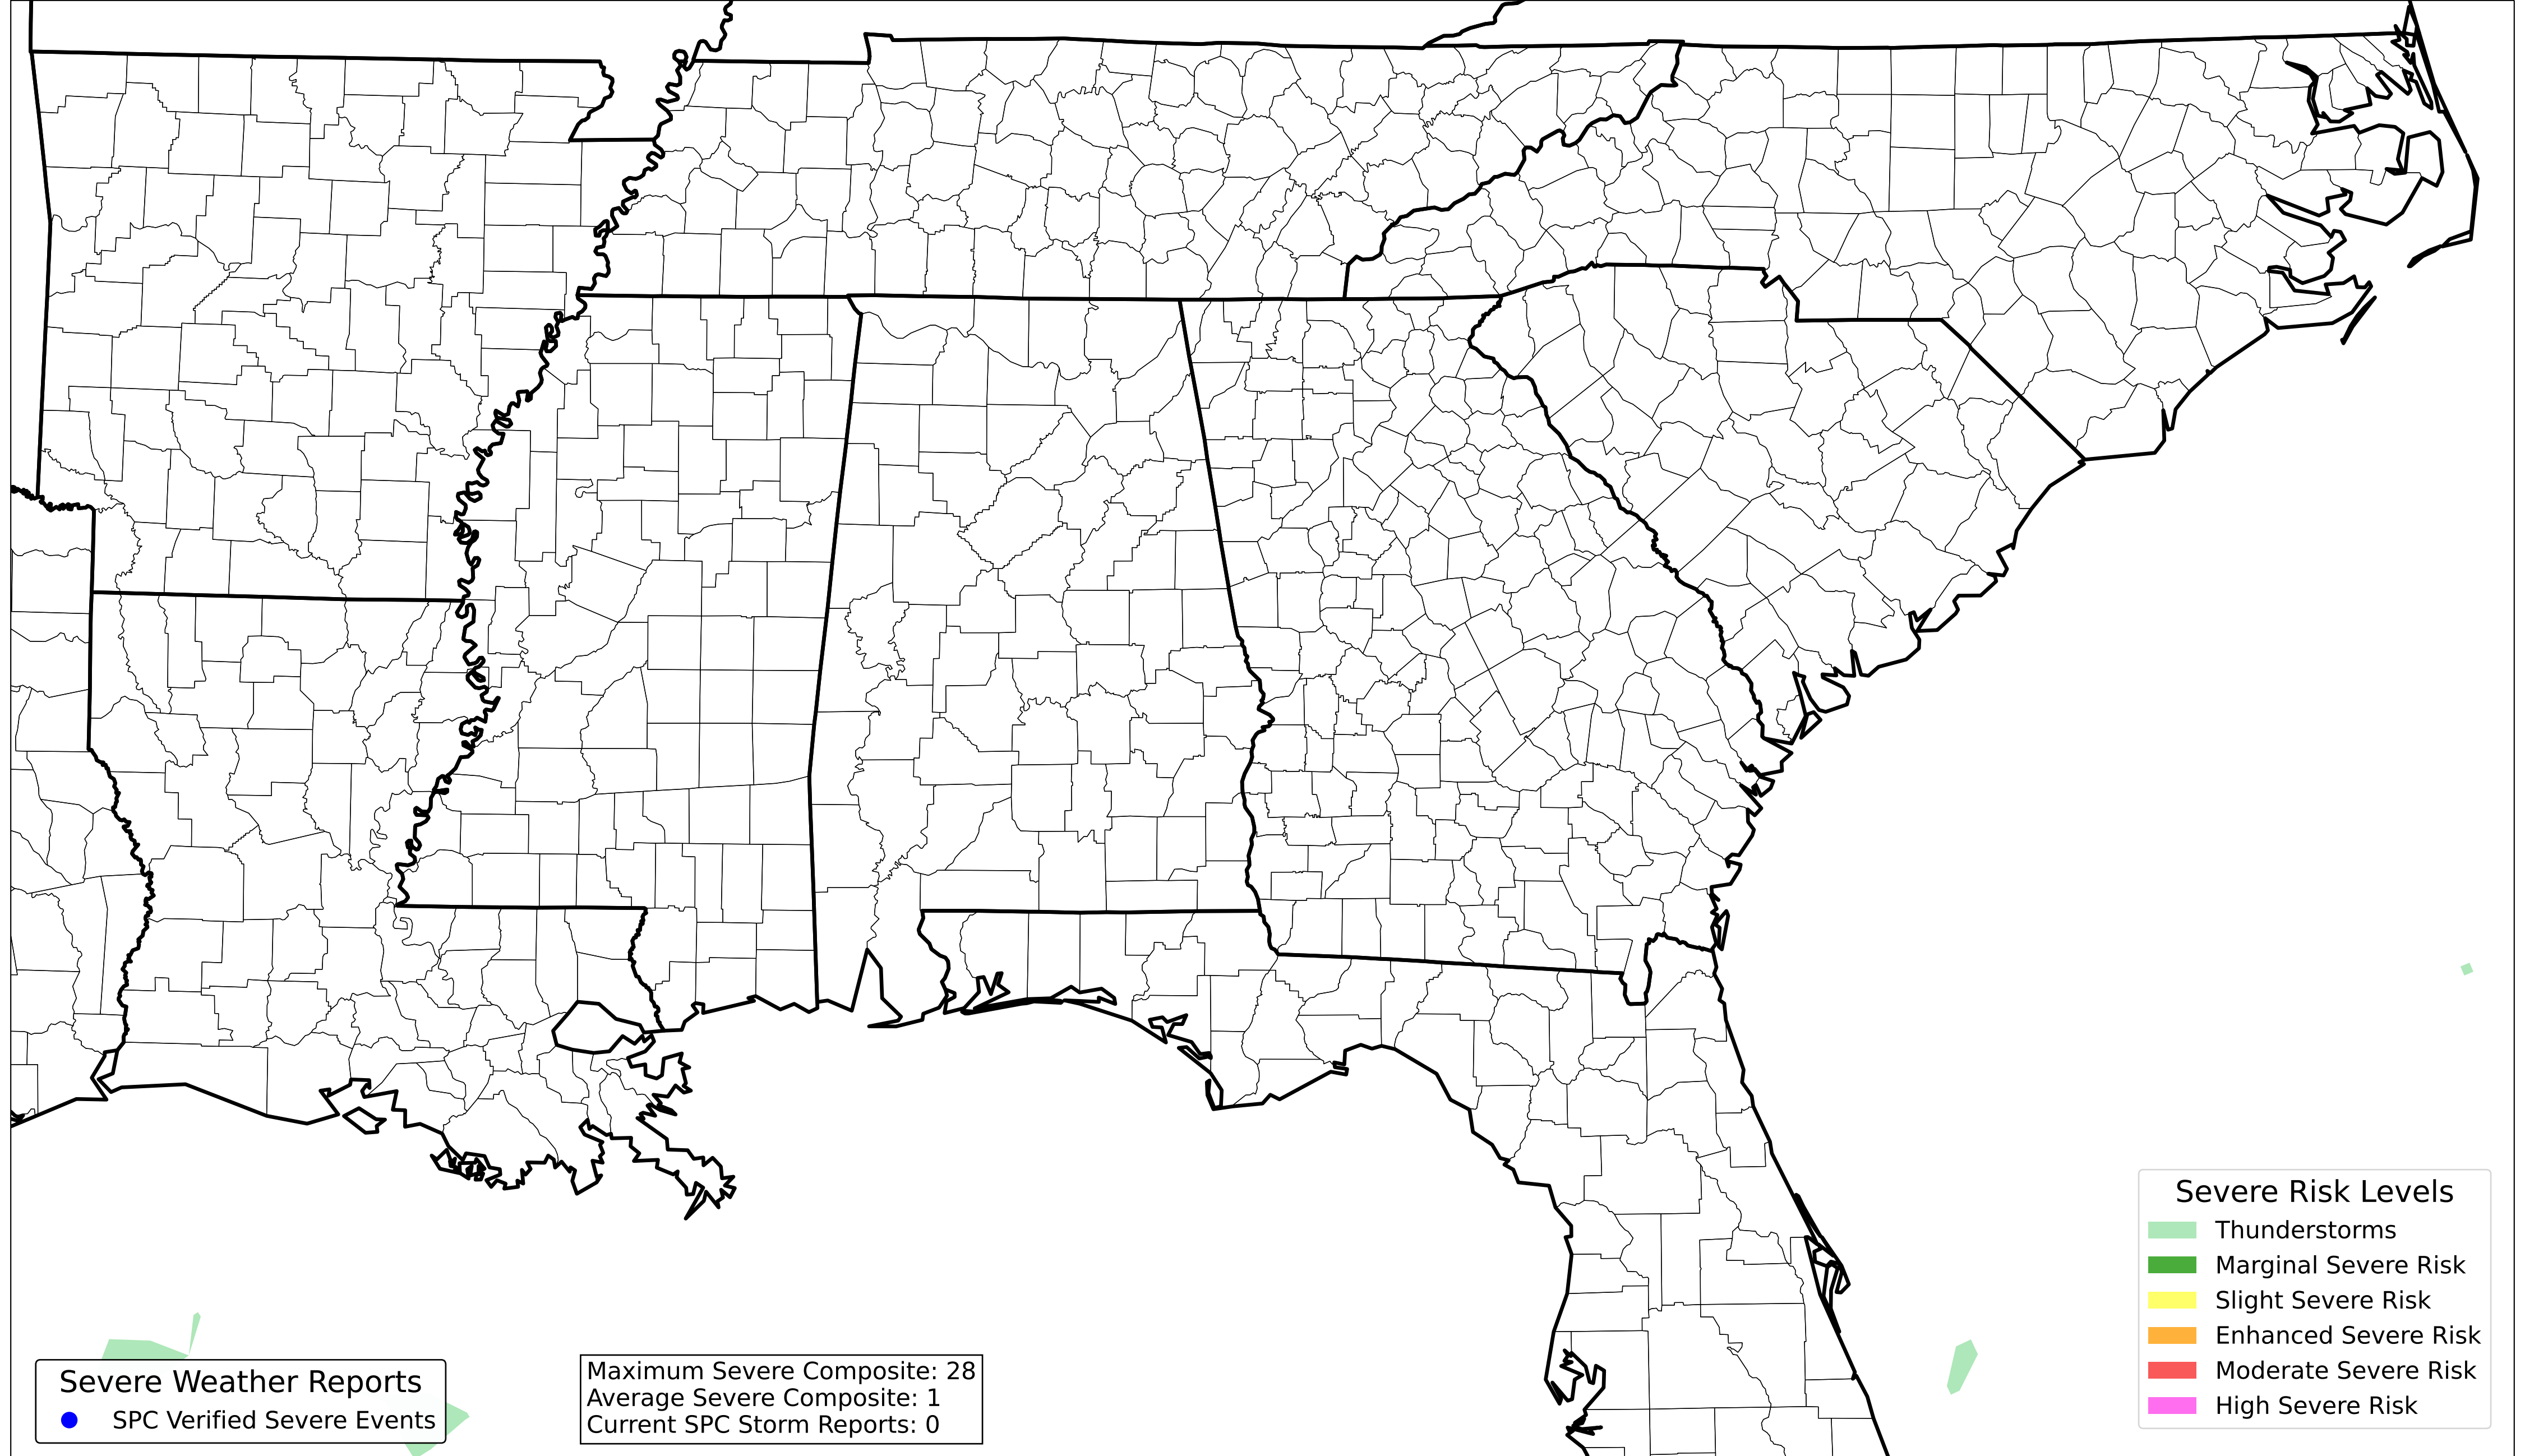 Severe Risk Levels
Thunderstorms
Marginal Severe Risk
Slight Severe Risk
Enhanced Severe Risk
Moderate Severe Risk
High Severe Risk
Severe Weather Reports
SPC Verified Severe Events
Maximum Severe Composite: 28
Average Severe Composite: 1
Current SPC Storm Reports: 0